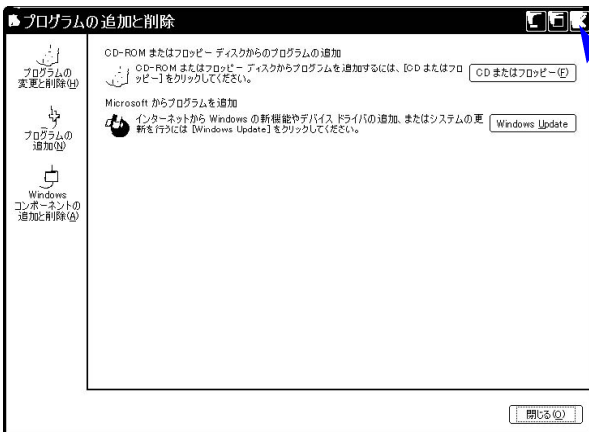 プログラムの追加と削除
プログラムの
変更と削除(H)
プログラムの
追加(N)
Windows
コンポーネントの
追加と削除(A)
CD-ROM またはフロッピー ディスクからのプログラムの追加
CD-ROM またはフロッピー ディスクからプログラムを追加するには、[CD またはフロ
ッピー] をクリックしてください。
CD またはフロッピー(F)
Microsoft からプログラムを追加
インターネットから Windows の新機能やデバイス ドライバの追加、またはシステムの更
新を行うには [Windows Update] をクリックしてください。
Windows Update
閉じる(O)